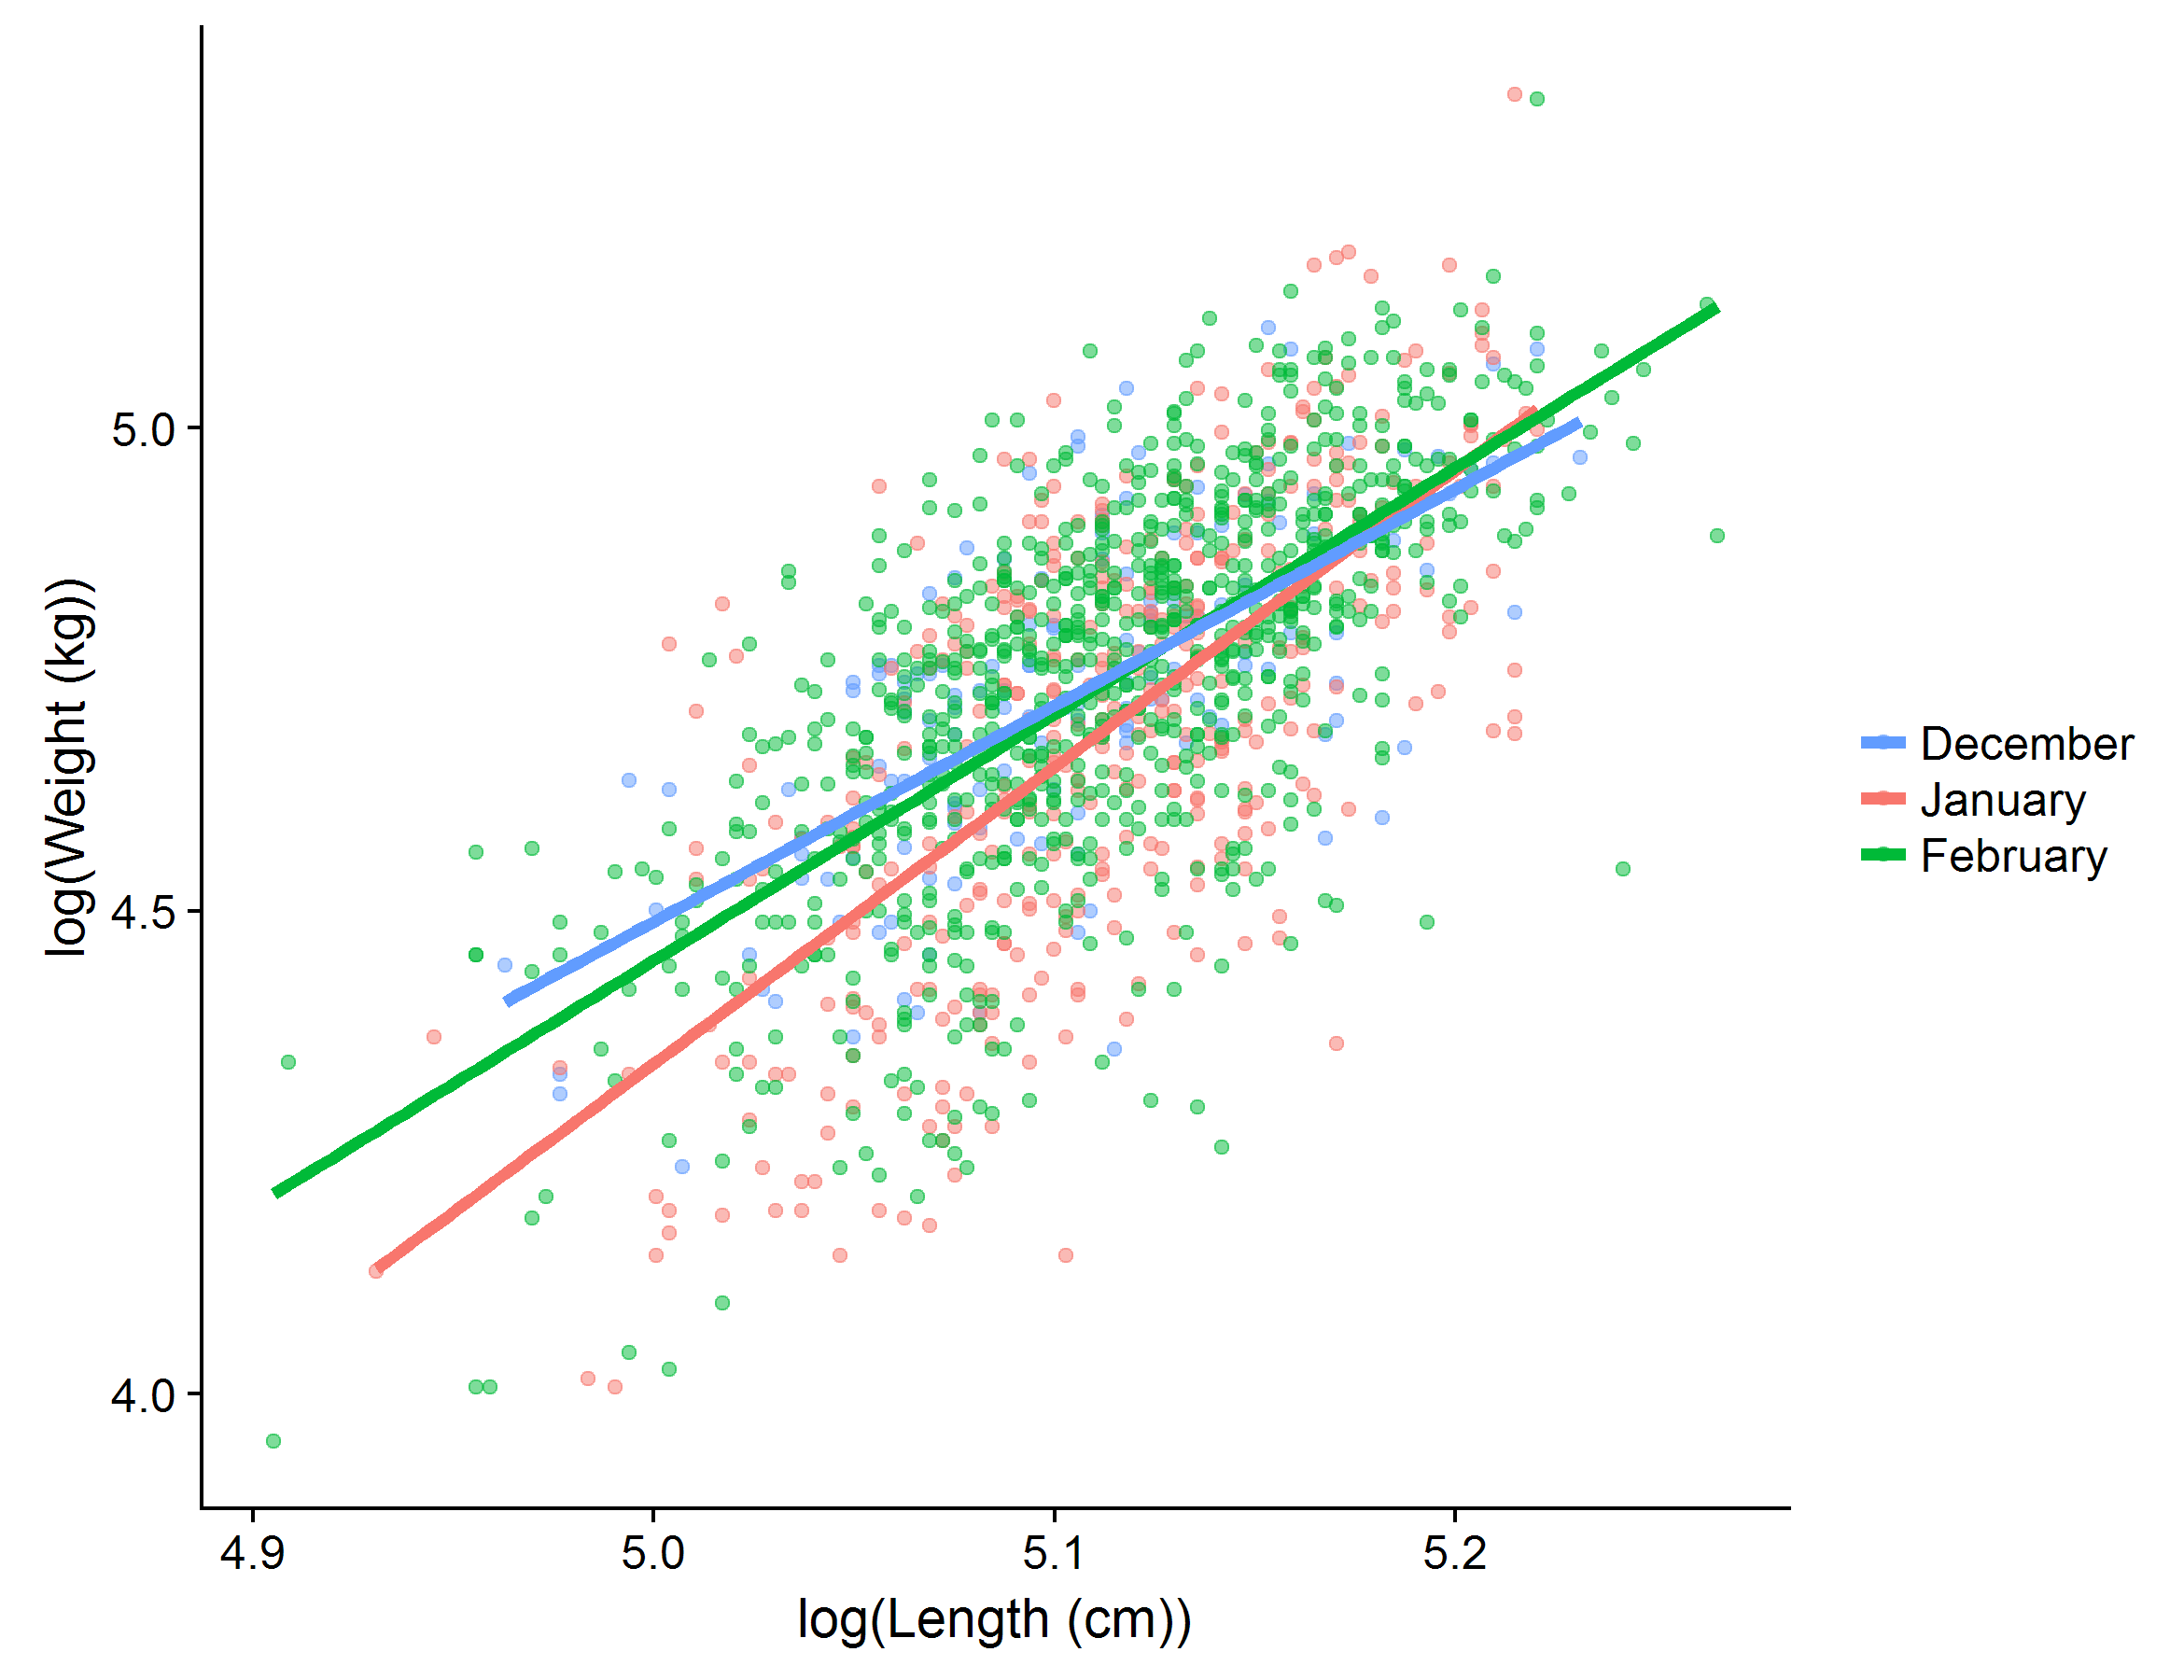 log(Weight (kg))
5.0
4.5
4.0
4.9
5.0
5.1
5.2
log(Length (cm))
December
January
February